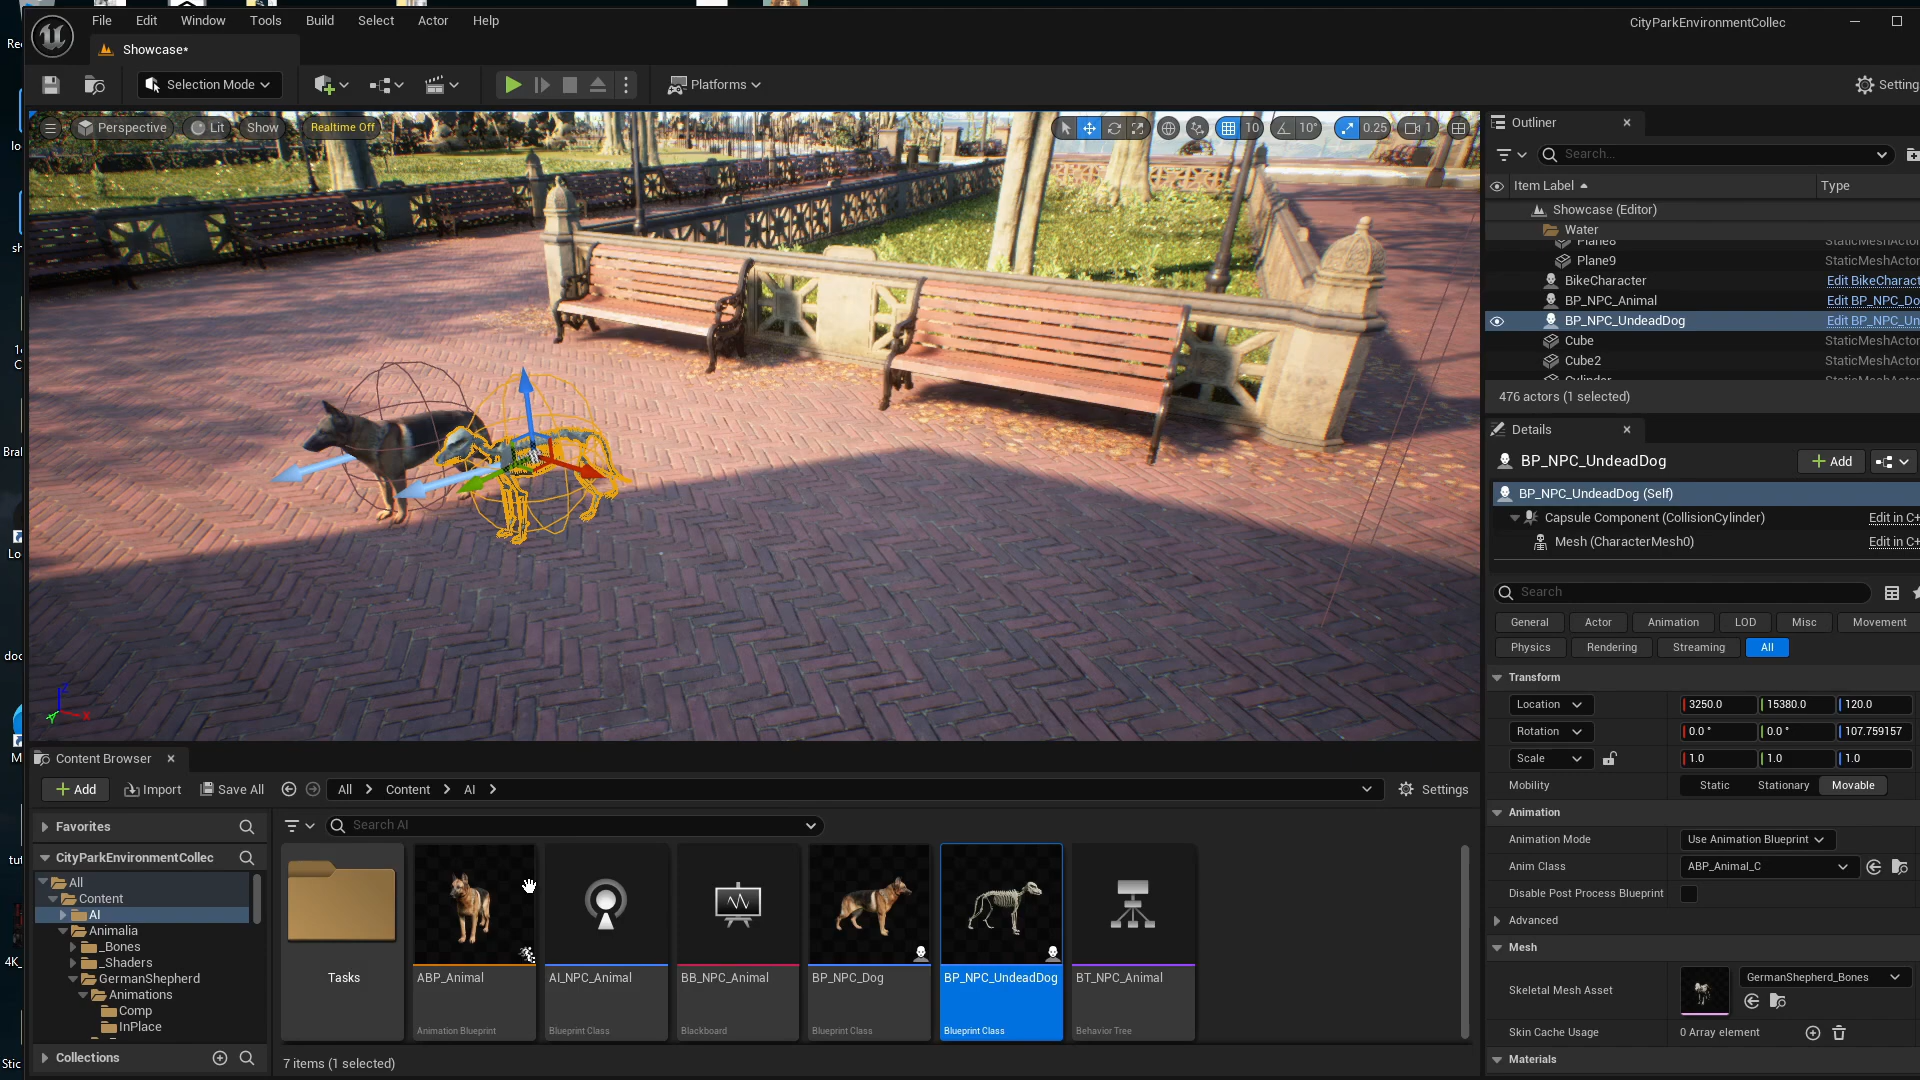 File Edit Window Tools Build Select Actor Help
CityParkEnvironmentCollec
Showcase*
Selection Mode
Platforms
Perspective Lit Show Realtime Off
10 10° 0.25 1
Outliner
Search...
Item Label Type
Showcase (Editor)
Water
Plane8 StaticMeshActor
Plane9 StaticMeshActor
BikeCharacter Edit BikeCharact
BP_NPC_Animal Edit BP_NPC_Do
BP_NPC_UndeadDog Edit BP_NPC_Un
Cube StaticMeshActor
Cube2 StaticMeshActor
Cylinder
476 actors (1 selected)
Details
BP_NPC_UndeadDog
Add
BP_NPC_UndeadDog (Self)
Capsule Component (CollisionCylinder) Edit in C+
Mesh (CharacterMesh0) Edit in C+
Search
General Actor Animation LOD Misc Movement
Physics Rendering Streaming All
Transform
Location 3250.0 15380.0 120.0
Rotation 0.0 ° 0.0 ° 107.759157
Scale 1.0 1.0 1.0
Mobility Static Stationary Movable
Animation
Animation Mode Use Animation Blueprint
Anim Class ABP_Animal_C
Disable Post Process Blueprint
Advanced
Mesh
Skeletal Mesh Asset GermanShepherd_Bones
Skin Cache Usage 0 Array element
Materials
Z X
Content Browser
Add Import Save All All Content AI Settings
Favorites
CityParkEnvironmentCollec
All
Content
AI
Animalia
_Bones
_Shaders
GermanShepherd
Animations
Comp
InPlace
Collections
Search AI
Tasks
ABP_Animal
Animation Blueprint
AI_NPC_Animal
Blueprint Class
BB_NPC_Animal
Blackboard
BP_NPC_Dog
Blueprint Class
BP_NPC_UndeadDog
Blueprint Class
BT_NPC_Animal
Behavior Tree
7 items (1 selected)